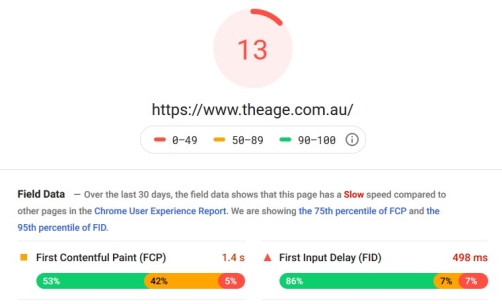 13
https://www.theage.com.au/
0–49 50–89 90–100
Field Data — Over the last 30 days, the field data shows that this page has a Slow speed compared to
other pages in the Chrome User Experience Report. We are showing the 75th percentile of FCP and the
95th percentile of FID.
First Contentful Paint (FCP) 1.4 s First Input Delay (FID) 498 ms
53% 42% 5% 86% 7% 7%